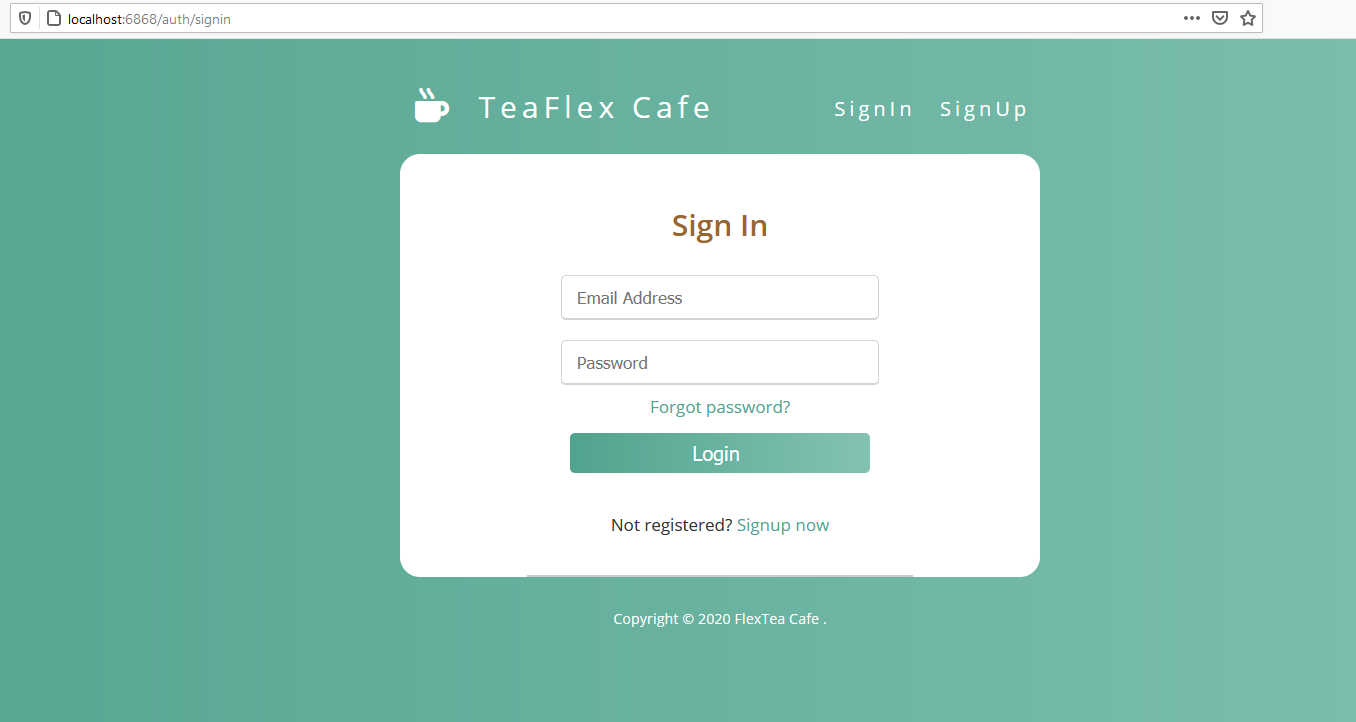 localhost:6868/auth/signin
TeaFlex Cafe SignIn SignUp
Sign In
Email Address
Password
Forgot password?
Login
Not registered? Signup now
Copyright © 2020 FlexTea Cafe .